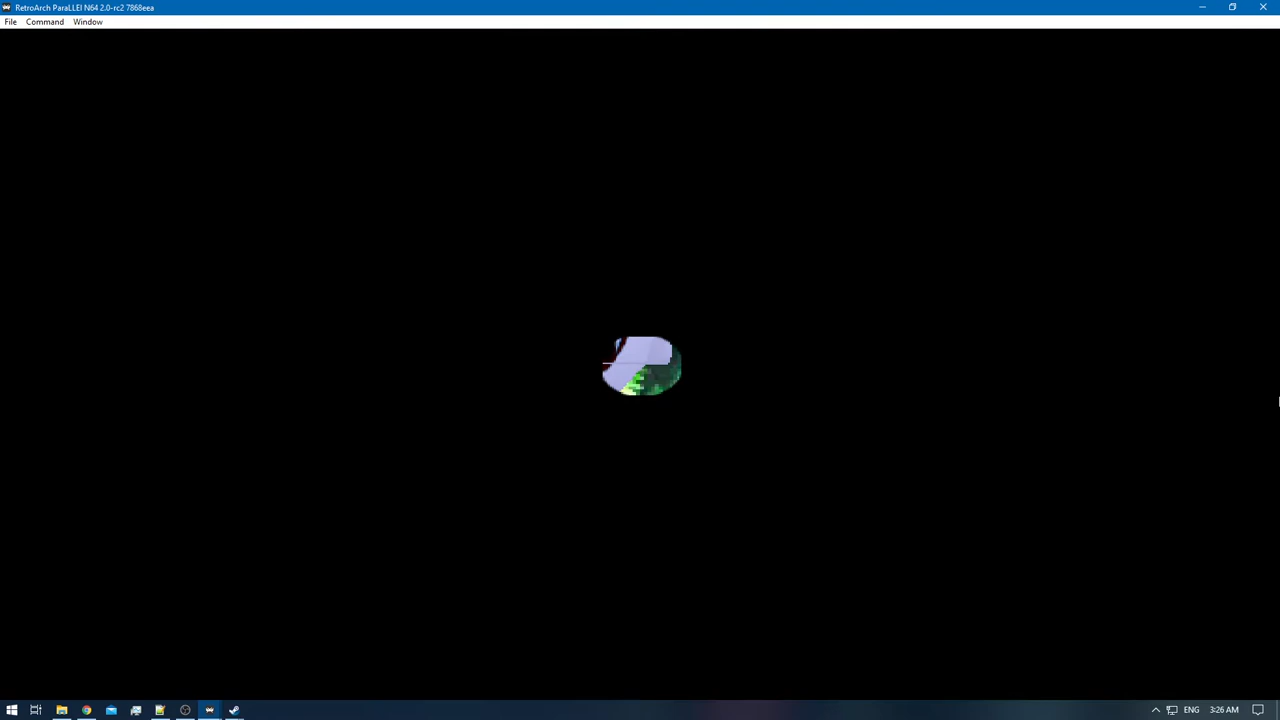 RetroArch ParaLLEl N64 2.0-rc2 7868eea
File Command Window
ENG 3:26 AM